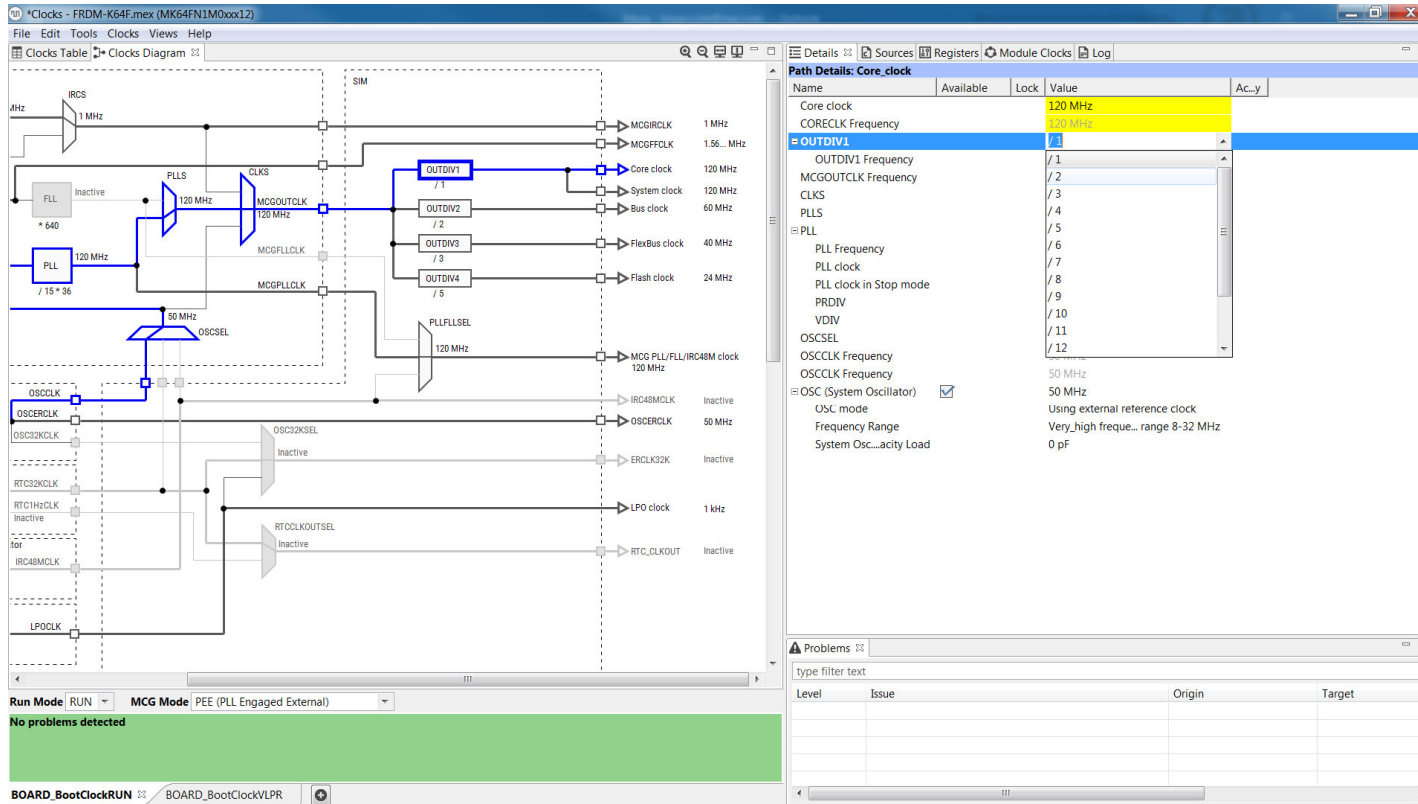 *Clocks - FRDM-K64F.mex (MK64FN1M0xxx12)
File Edit Tools Clocks Views Help
Clocks Table Clocks Diagram
SIM
IRCS
MHz
1 MHz
MCGIRCLK 1 MHz
MCGFFCLK 1.56... MHz
PLLS
CLKS
OUTDIV1
/ 1
Core clock 120 MHz
FLL
Inactive
* 640
120 MHz
MCGOUTCLK
120 MHz
System clock 120 MHz
OUTDIV2
/ 2
Bus clock 60 MHz
MCGFLLCLK
OUTDIV3
/ 3
FlexBus clock 40 MHz
PLL
120 MHz
/ 15 * 36
MCGPLLCLK
OUTDIV4
/ 5
Flash clock 24 MHz
50 MHz
OSCSEL
PLLFLLSEL
120 MHz
MCG PLL/FLL/IRC48M clock
120 MHz
OSCCLK
IRC48MCLK Inactive
OSCERCLK
OSCERCLK 50 MHz
OSC32KCLK
OSC32KSEL
Inactive
ERCLK32K Inactive
RTC32KCLK
RTC1HzCLK
Inactive
LPO clock 1 kHz
RTCCLKOUTSEL
Inactive
tor
IRC48MCLK
RTC_CLKOUT Inactive
LPOCLK
Run Mode RUN MCG Mode PEE (PLL Engaged External)
No problems detected
BOARD_BootClockRUN BOARD_BootClockVLPR
Details Sources Registers Module Clocks Log
Path Details: Core_clock
Name Available Lock Value Ac...y
Core clock 120 MHz
CORECLK Frequency 120 MHz
OUTDIV1 / 1
OUTDIV1 Frequency / 1
MCGOUTCLK Frequency / 2
CLKS / 3
PLLS / 4
PLL / 5
PLL Frequency / 6
PLL clock / 7
PLL clock in Stop mode / 8
PRDIV / 9
VDIV / 10
OSCSEL / 11
OSCCLK Frequency / 12
OSCCLK Frequency 50 MHz
OSC (System Oscillator) 50 MHz
OSC mode Using external reference clock
Frequency Range Very_high freque... range 8-32 MHz
System Osc....acity Load 0 pF
Problems
type filter text
Level Issue Origin Target